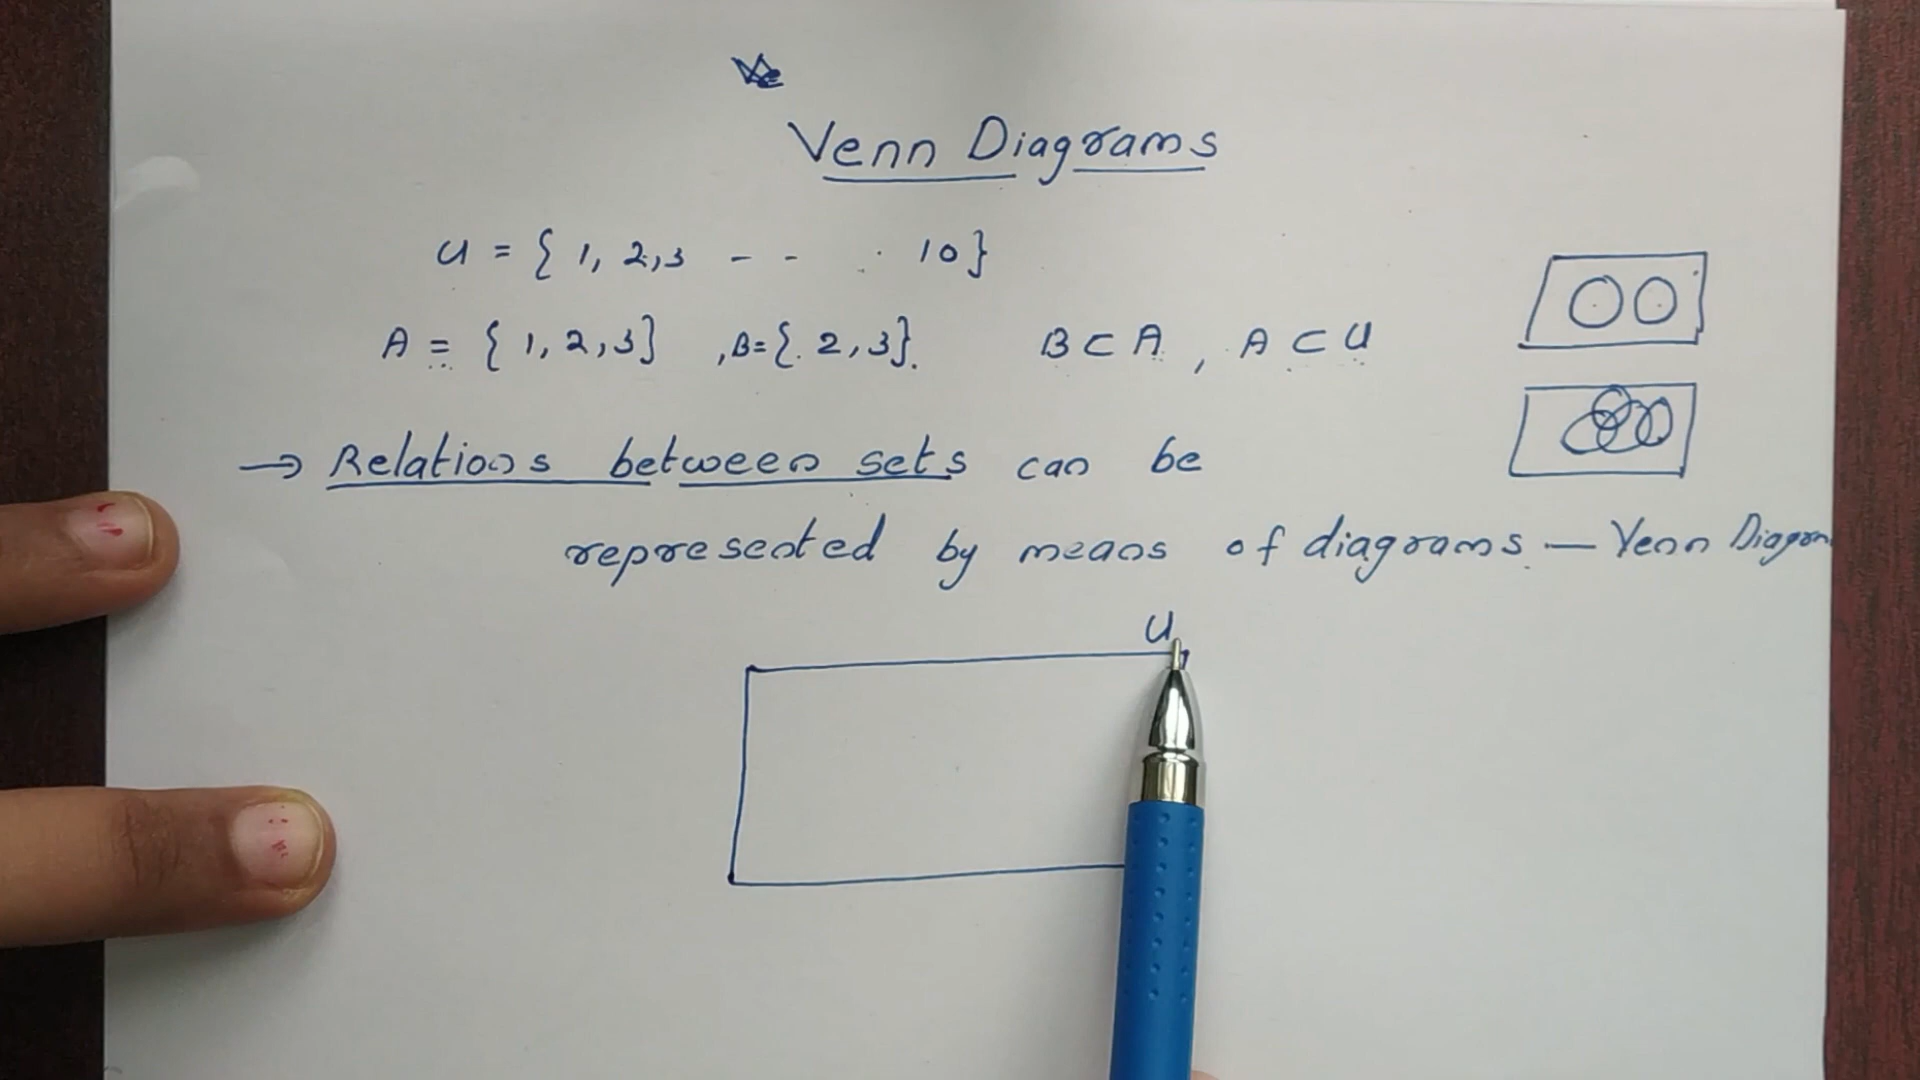 Venn Diagrams
U = { 1, 2, 3 - - . . 10 }
A = { 1, 2, 3 } , B = { 2, 3 }. B ⊂ A , A ⊂ U
→ Relations between sets can be
represented by means of diagrams — Venn Diagram
U